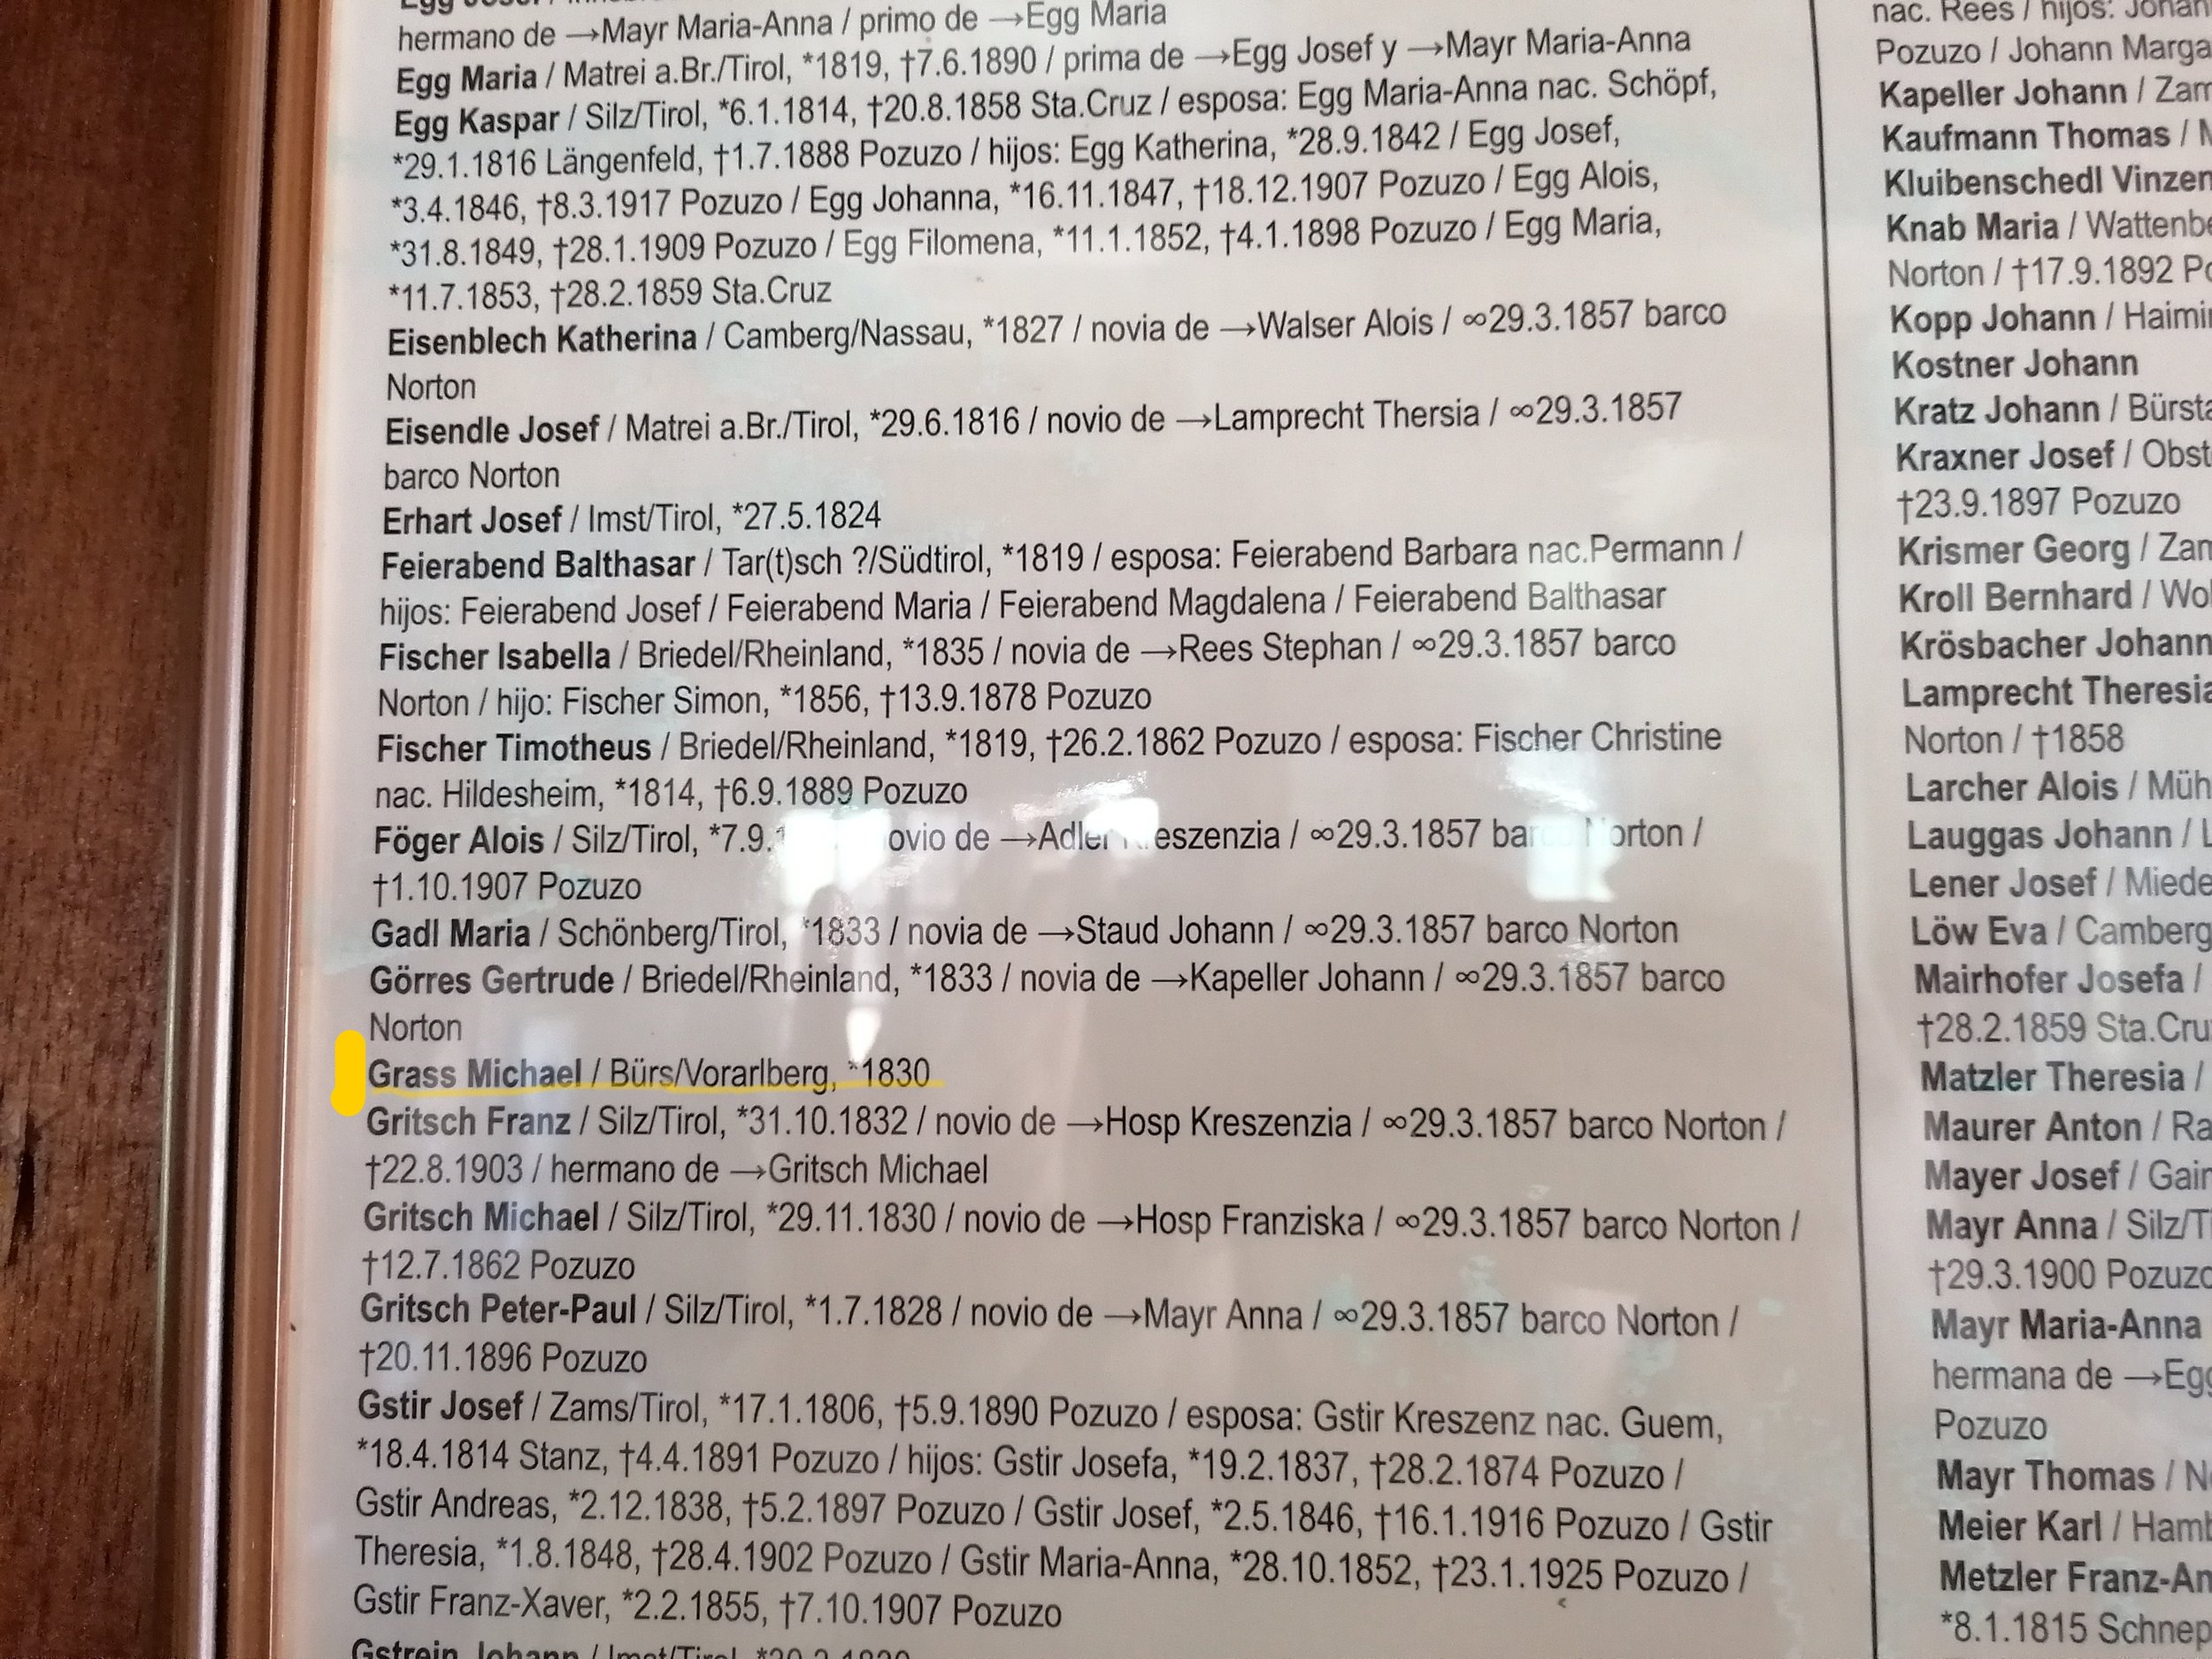 hermano de →Mayr Maria-Anna / primo de →Egg Maria
Egg Maria / Matrei a.Br./Tirol, *1819, †7.6.1890 / prima de →Egg Josef y →Mayr Maria-Anna
Egg Kaspar / Silz/Tirol, *6.1.1814, †20.8.1858 Sta.Cruz / esposa: Egg Maria-Anna nac. Schöpf,
*29.1.1816 Längenfeld, †1.7.1888 Pozuzo / hijos: Egg Katherina, *28.9.1842 / Egg Josef,
*3.4.1846, †8.3.1917 Pozuzo / Egg Johanna, *16.11.1847, †18.12.1907 Pozuzo / Egg Alois,
*31.8.1849, †28.1.1909 Pozuzo / Egg Filomena, *11.1.1852, †4.1.1898 Pozuzo / Egg Maria,
*11.7.1853, †28.2.1859 Sta.Cruz
Eisenblech Katherina / Camberg/Nassau, *1827 / novia de →Walser Alois / ∞29.3.1857 barco
Norton
Eisendle Josef / Matrei a.Br./Tirol, *29.6.1816 / novio de →Lamprecht Thersia / ∞29.3.1857
barco Norton
Erhart Josef / Imst/Tirol, *27.5.1824
Feierabend Balthasar / Tar(t)sch ?/Südtirol, *1819 / esposa: Feierabend Barbara nac.Permann /
hijos: Feierabend Josef / Feierabend Maria / Feierabend Magdalena / Feierabend Balthasar
Fischer Isabella / Briedel/Rheinland, *1835 / novia de →Rees Stephan / ∞29.3.1857 barco
Norton / hijo: Fischer Simon, *1856, †13.9.1878 Pozuzo
Fischer Timotheus / Briedel/Rheinland, *1819, †26.2.1862 Pozuzo / esposa: Fischer Christine
nac. Hildesheim, *1814, †6.9.1889 Pozuzo
Föger Alois / Silz/Tirol, *7.9. novio de →Adler / ∞29.3.1857 barco Norton /
†1.10.1907 Pozuzo
Gadl Maria / Schönberg/Tirol, *1833 / novia de →Staud Johann / ∞29.3.1857 barco Norton
Görres Gertrude / Briedel/Rheinland, *1833 / novia de →Kapeller Johann / ∞29.3.1857 barco
Norton
Grass Michael / Bürs/Vorarlberg, *1830
Gritsch Franz / Silz/Tirol, *31.10.1832 / novio de →Hosp Kreszenzia / ∞29.3.1857 barco Norton /
†22.8.1903 / hermano de →Gritsch Michael
Gritsch Michael / Silz/Tirol, *29.11.1830 / novio de →Hosp Franziska / ∞29.3.1857 barco Norton /
†12.7.1862 Pozuzo
Gritsch Peter-Paul / Silz/Tirol, *1.7.1828 / novio de →Mayr Anna / ∞29.3.1857 barco Norton /
†20.11.1896 Pozuzo
Gstir Josef / Zams/Tirol, *17.1.1806, †5.9.1890 Pozuzo / esposa: Gstir Kreszenz nac. Guem,
*18.4.1814 Stanz, †4.4.1891 Pozuzo / hijos: Gstir Josefa, *19.2.1837, †28.2.1874 Pozuzo /
Gstir Andreas, *2.12.1838, †5.2.1897 Pozuzo / Gstir Josef, *2.5.1846, †16.1.1916 Pozuzo / Gstir
Theresia, *1.8.1848, †28.4.1902 Pozuzo / Gstir Maria-Anna, *28.10.1852, †23.1.1925 Pozuzo /
Gstir Franz-Xaver, *2.2.1855, †7.10.1907 Pozuzo
nac. Rees / hijos:
Pozuzo / Johann
Kapeller Johann /
Kaufmann Thomas /
Kluibenschedl
Knab Maria /
Norton / †17.9.1892
Kopp Johann /
Kostner Johann
Kratz Johann /
Kraxner Josef /
†23.9.1897 Pozuzo
Krismer Georg /
Kroll Bernhard /
Krösbacher Johann
Lamprecht Theresia
Norton / †1858
Larcher Alois /
Lauggas Johann /
Lener Josef /
Löw Eva / Camberg
Mairhofer Josefa /
†28.2.1859
Matzler Theresia /
Maurer Anton /
Mayer Josef /
Mayr Anna /
†29.3.1900
Mayr Maria-Anna
hermana de →
Pozuzo
Mayr Thomas /
Meier Karl /
Metzler
*8.1.1815